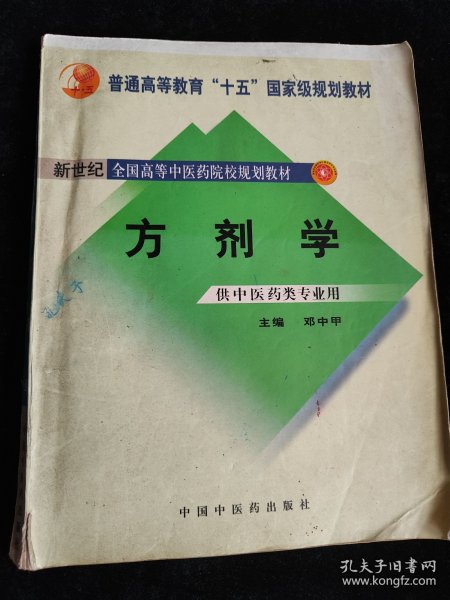 十·五
普通高等教育“十五”国家级规划教材
新世纪 全国高等中医药院校规划教材
方剂学
供中医药类专业用
主编 邓中甲
中国中医药出版社
孔夫子旧书网
www.kongfz.com